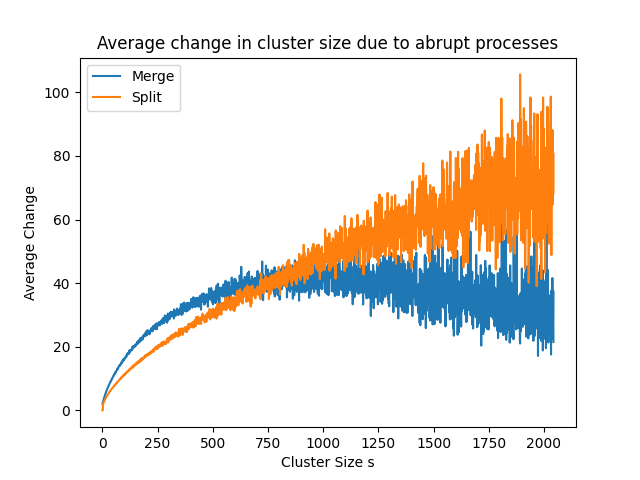 Average change in cluster size due to abrupt processes
Merge
Split
Average Change
100
80
60
40
20
0
0 250 500 750 1000 1250 1500 1750 2000
Cluster Size s